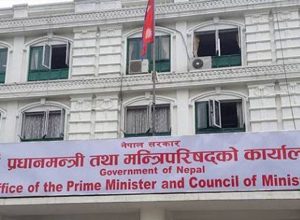 नेपाल सरकार
प्रधानमन्त्री तथा मन्त्रिपरिषद्को कार्यालय
Government of Nepal
Office of the Prime Minister and Council of Minis